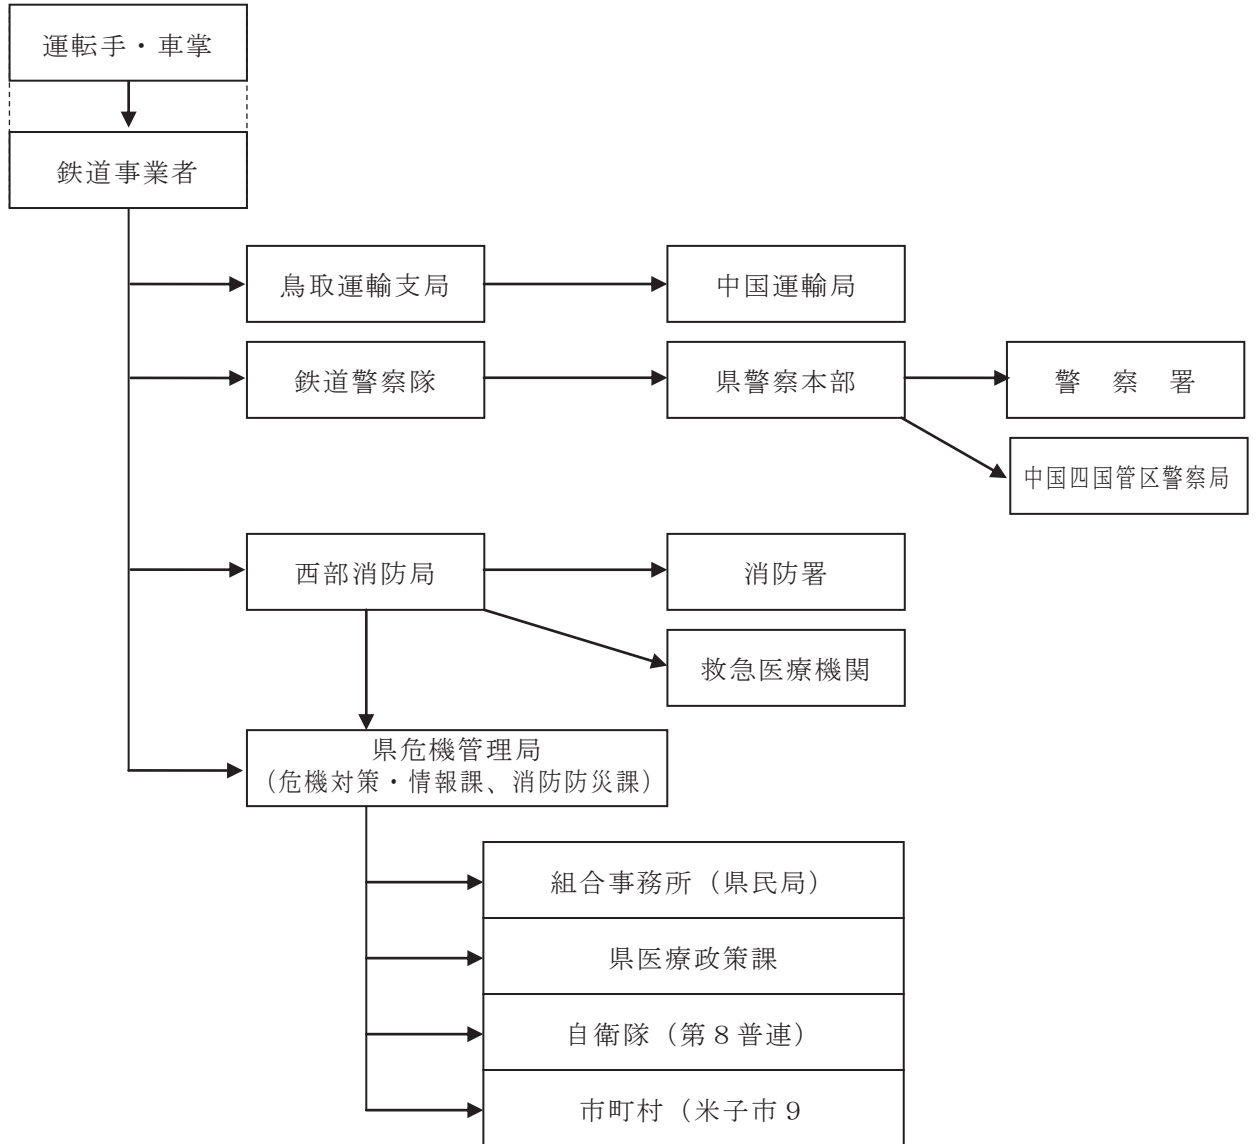 運転手・車掌
鉄道事業者
鳥取運輸支局
中国運輸局
鉄道警察隊
県警察本部
警　察　署
中国四国管区警察局
西部消防局
消防署
救急医療機関
県危機管理局
（危機対策・情報課、消防防災課）
組合事務所（県民局）
県医療政策課
自衛隊（第８普連）
市町村（米子市９